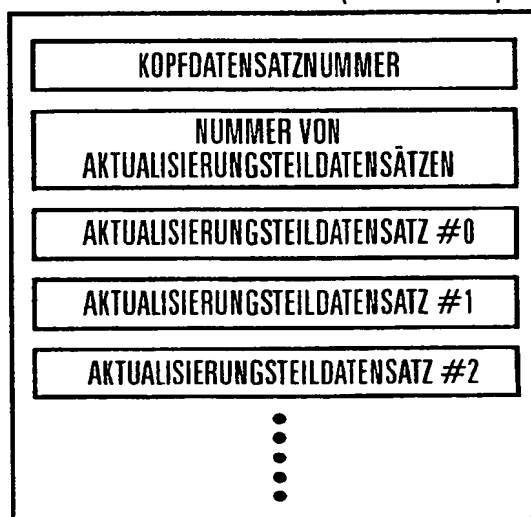 KOPFDATENSATZNUMMER
NUMMER VON
AKTUALISIERUNGSTEILDATENSÄTZEN
AKTUALISIERUNGSTEILDATENSATZ #0
AKTUALISIERUNGSTEILDATENSATZ #1
AKTUALISIERUNGSTEILDATENSATZ #2